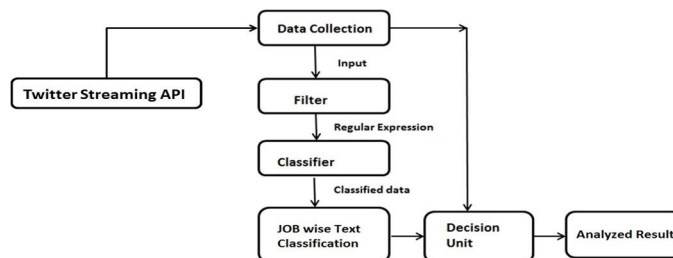 Data Collection
Input
Twitter Streaming API
Filter
Regular Expression
Classifier
Classified data
JOB wise Text
Classification
Decision
Unit
Analyzed Result